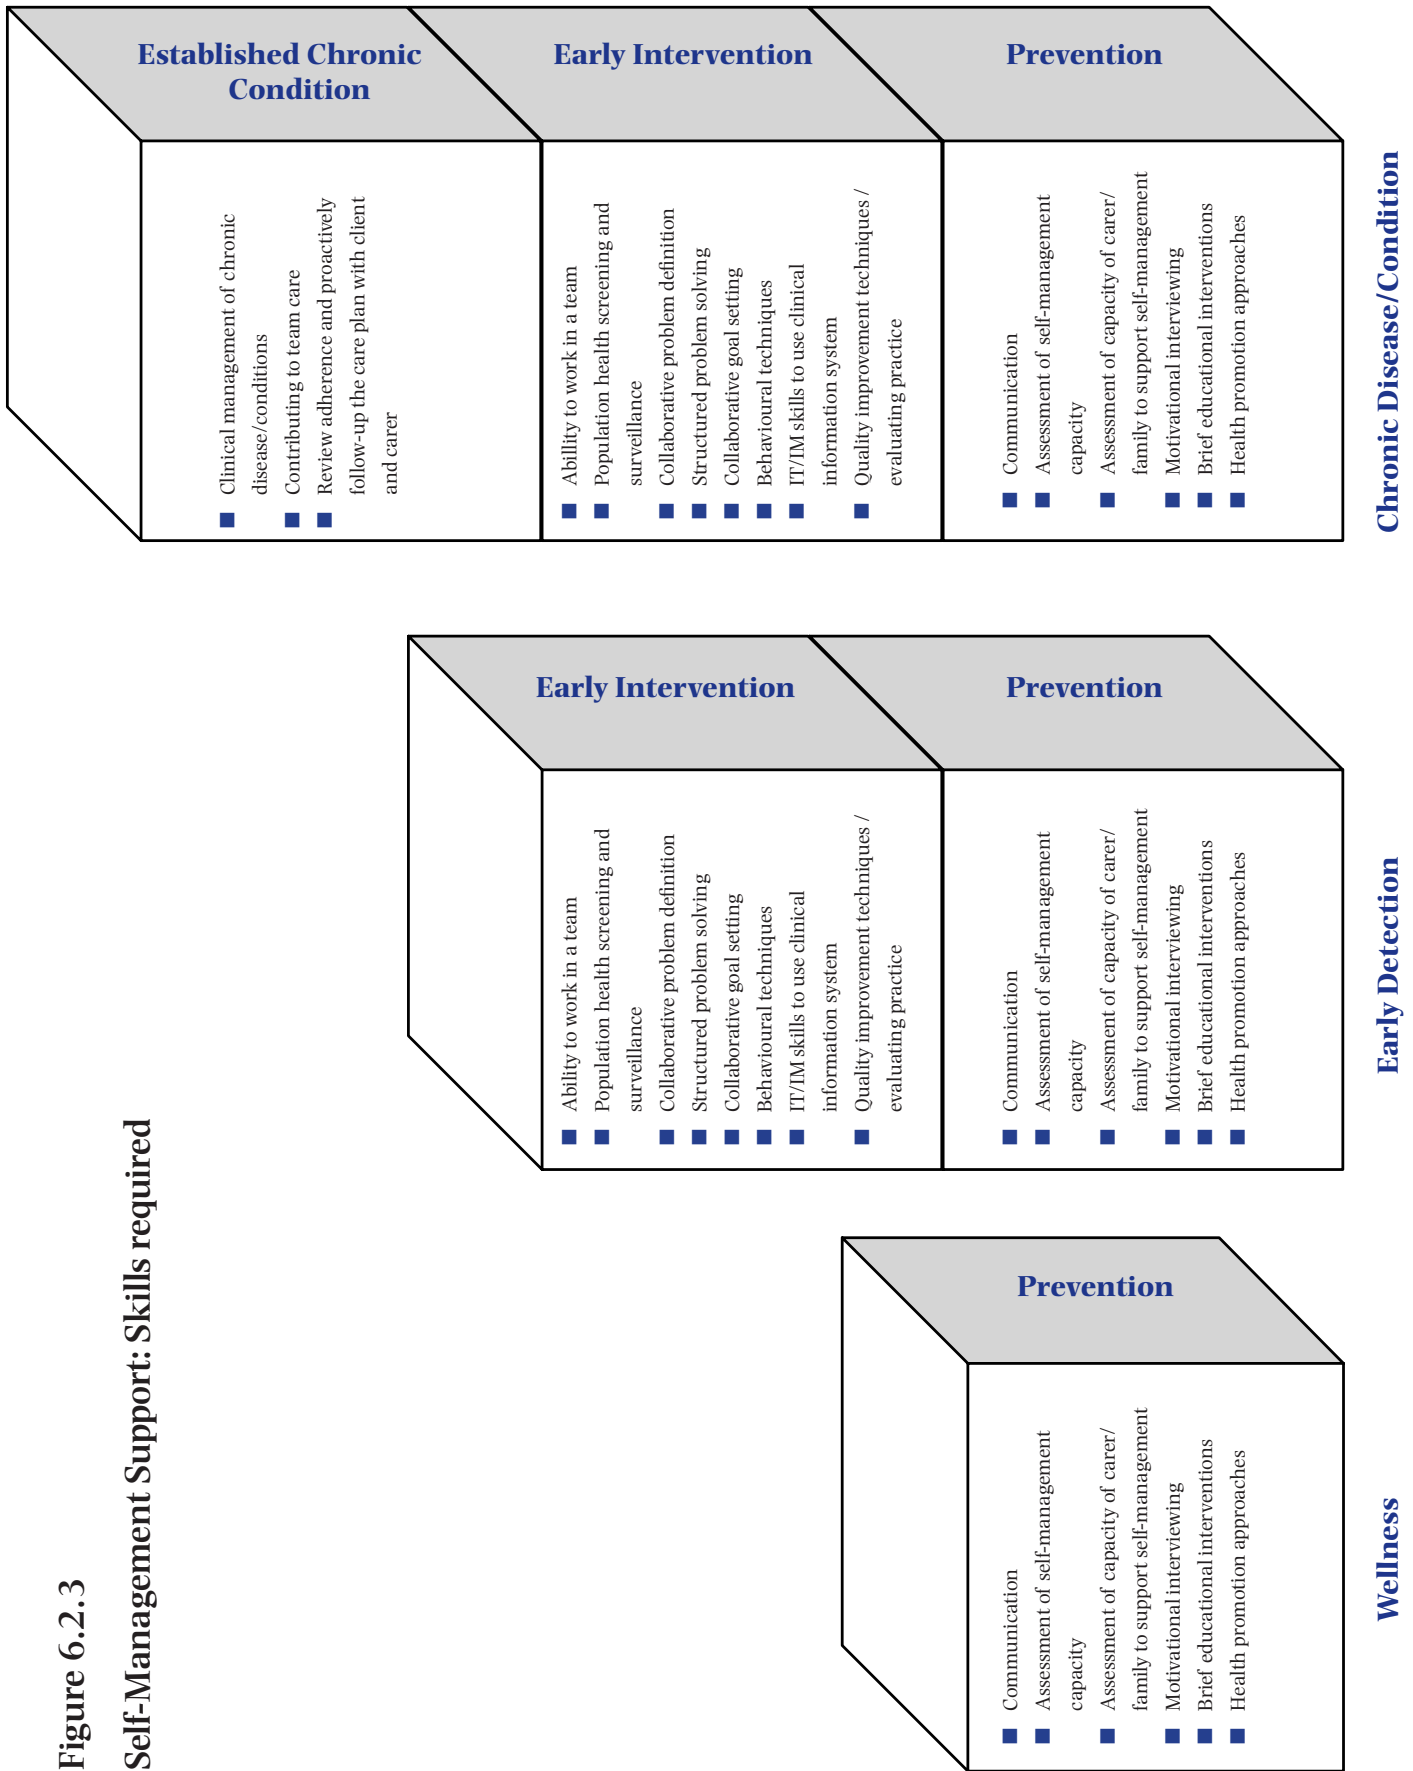 Figure 6.2.3
Self-Management Support: Skills required
Prevention
■ Communication
■ Assessment of self-management
capacity
■ Assessment of capacity of carer/
family to support self-management
■ Motivational interviewing
■ Brief educational interventions
■ Health promotion approaches
Wellness
Early Intervention
■ Ability to work in a team
■ Population health screening and
surveillance
■ Collaborative problem definition
■ Structured problem solving
■ Collaborative goal setting
■ Behavioural techniques
■ IT/IM skills to use clinical
information system
■ Quality improvement techniques /
evaluating practice
Prevention
■ Communication
■ Assessment of self-management
capacity
■ Assessment of capacity of carer/
family to support self-management
■ Motivational interviewing
■ Brief educational interventions
■ Health promotion approaches
Early Detection
Established Chronic
Condition
■ Clinical management of chronic
disease/conditions
■ Contributing to team care
■ Review adherence and proactively
follow-up the care plan with client
and carer
Early Intervention
■ Ability to work in a team
■ Population health screening and
surveillance
■ Collaborative problem definition
■ Structured problem solving
■ Collaborative goal setting
■ Behavioural techniques
■ IT/IM skills to use clinical
information system
■ Quality improvement techniques /
evaluating practice
Prevention
■ Communication
■ Assessment of self-management
capacity
■ Assessment of capacity of carer/
family to support self-management
■ Motivational interviewing
■ Brief educational interventions
■ Health promotion approaches
Chronic Disease/Condition